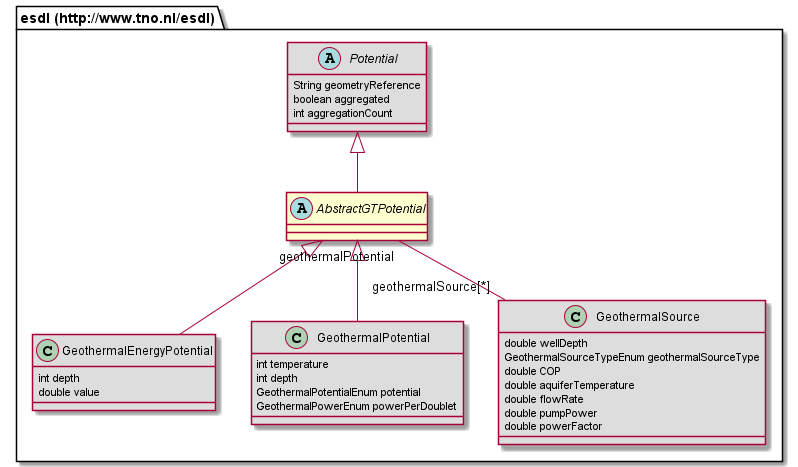 esdl (http://www.tno.nl/esdl)
A Potential
String geometryReference
boolean aggregated
int aggregationCount
A AbstractGTPotential
geothermalPotential
geothermalSource[*]
C GeothermalEnergyPotential
int depth
double value
C GeothermalPotential
int temperature
int depth
GeothermalPotentialEnum potential
GeothermalPowerEnum powerPerDoublet
C GeothermalSource
double wellDepth
GeothermalSourceTypeEnum geothermalSourceType
double COP
double aquiferTemperature
double flowRate
double pumpPower
double powerFactor